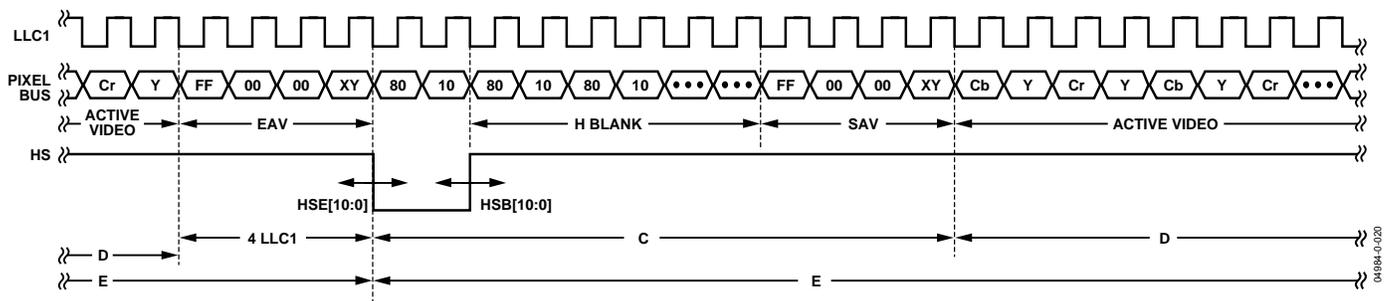 LLC1
PIXEL BUS Cr Y FF 00 00 XY 80 10 80 10 80 10 ••• ••• FF 00 00 XY Cb Y Cr Y Cb Y Cr •••
ACTIVE VIDEO EAV H BLANK SAV ACTIVE VIDEO
HS
HSE[10:0] HSB[10:0]
4 LLC1 C D
D
E E
04984-0-020